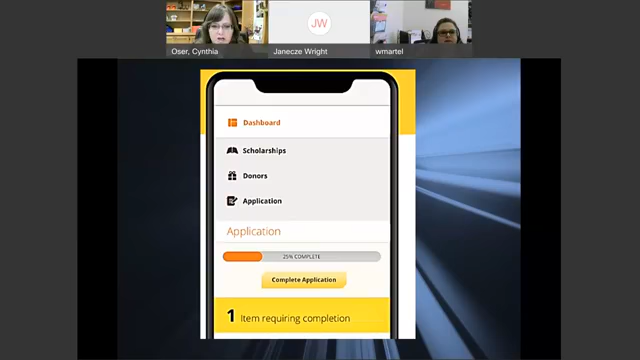 JW
Oser, Cynthia
Janecze Wright
wmartel
Dashboard
Scholarships
Donors
Application
Application
25% COMPLETE
Complete Application
1 Item requiring completion